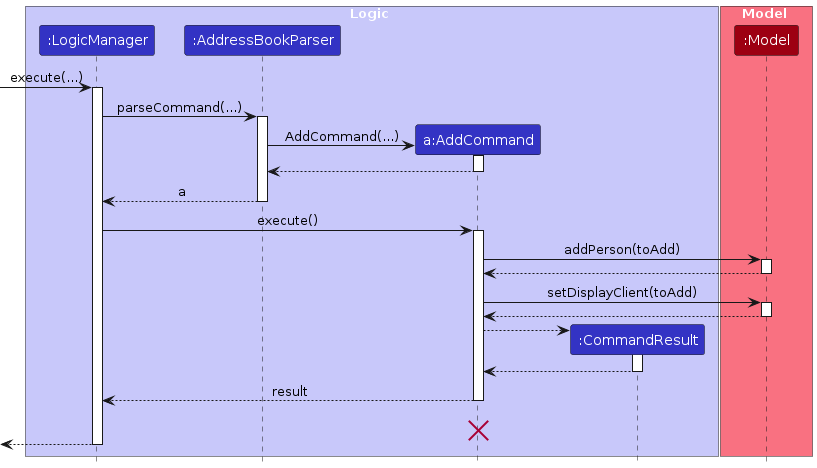 Logic
Model
:LogicManager
:AddressBookParser
:Model
execute(...)
parseCommand(...)
AddCommand(...)
a:AddCommand
a
execute()
addPerson(toAdd)
setDisplayClient(toAdd)
:CommandResult
result